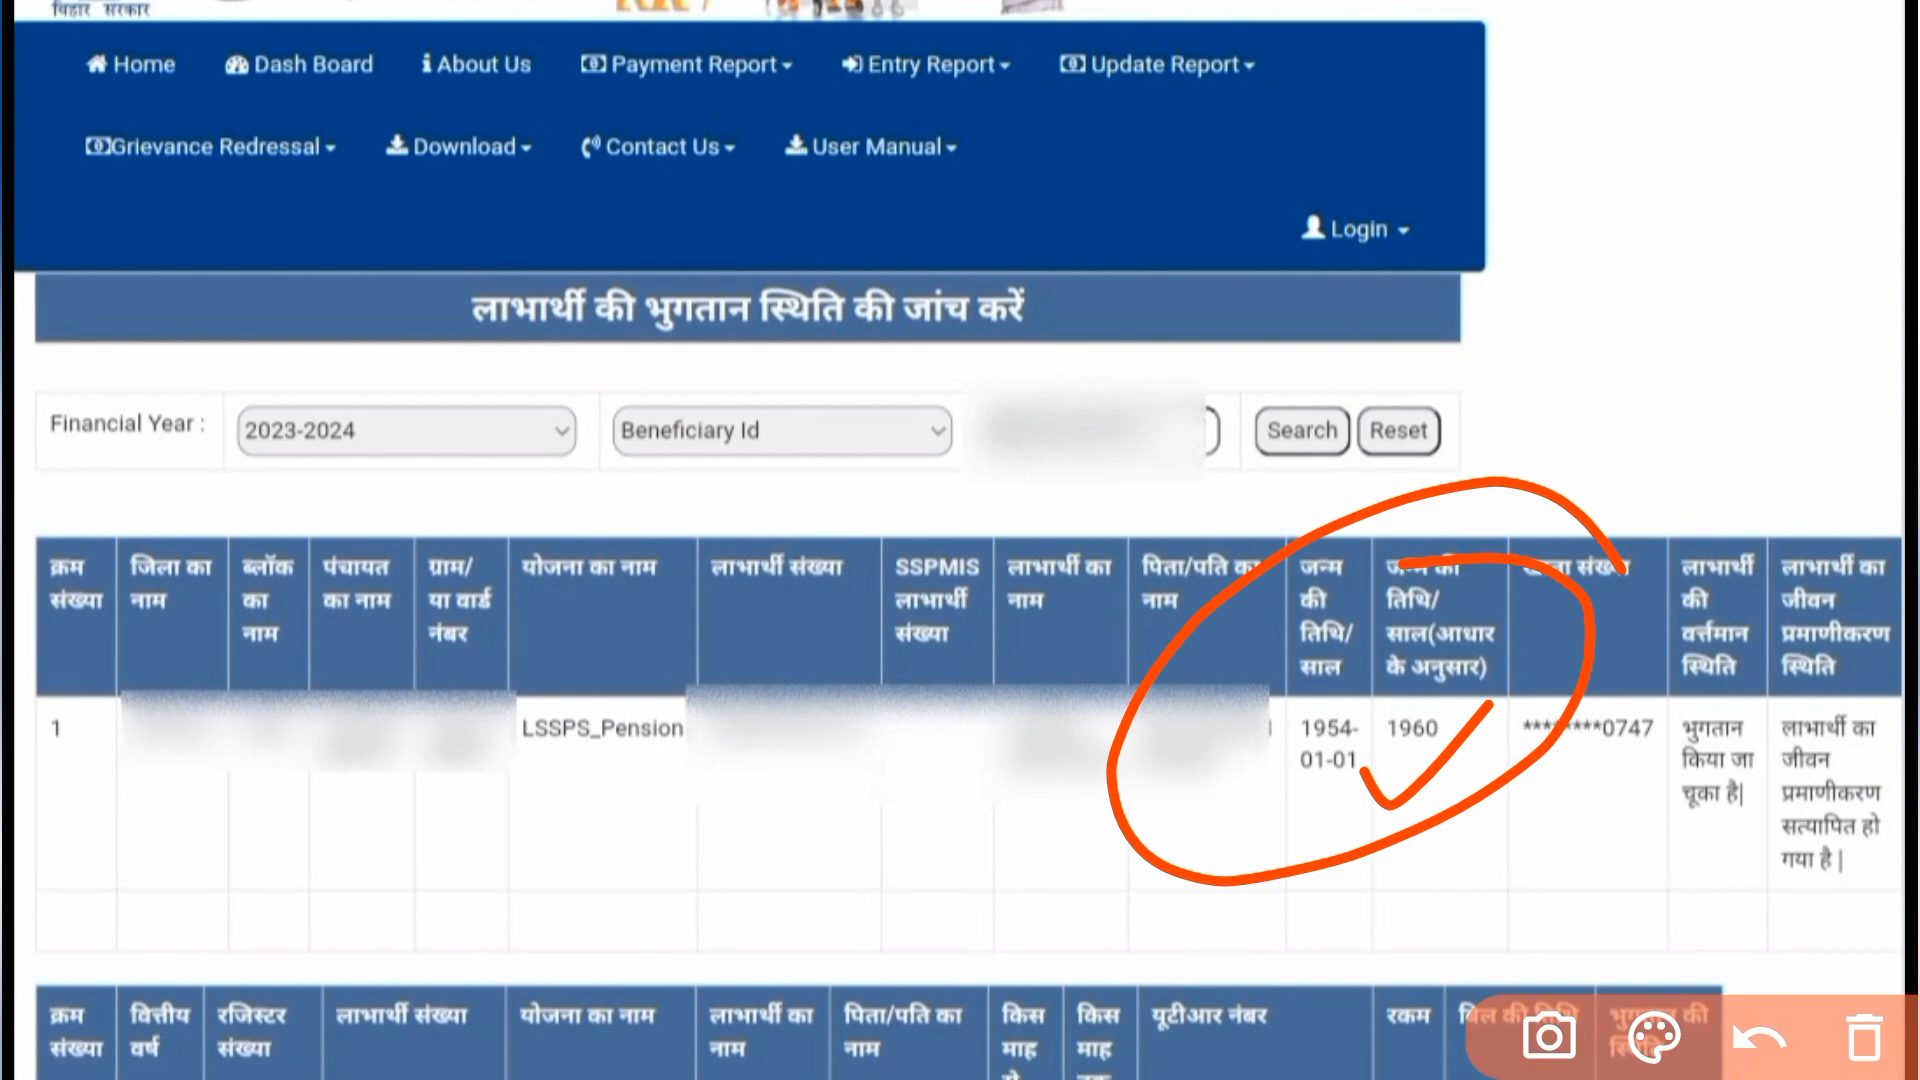 बिहार सरकार
Home Dash Board About Us Payment Report Entry Report Update Report
Grievance Redressal Download Contact Us User Manual
Login
लाभार्थी की भुगतान स्थिति की जांच करें
Financial Year : 2023-2024 Beneficiary Id Search Reset
क्रम संख्या
जिला का नाम
ब्लॉक का नाम
पंचायत का नाम
ग्राम/ या वार्ड नंबर
योजना का नाम
लाभार्थी संख्या
SSPMIS लाभार्थी संख्या
लाभार्थी का नाम
पिता/पति का नाम
जन्म की तिथि/ साल
जन्म की तिथि/ साल(आधार के अनुसार)
खाता संख्या
लाभार्थी की वर्त्तमान स्थिति
लाभार्थी का जीवन प्रमाणीकरण स्थिति
1
LSSPS_Pension
1954-01-01
1960
********0747
भुगतान किया जा चूका है|
लाभार्थी का जीवन प्रमाणीकरण सत्यापित हो गया है |
क्रम संख्या
वित्तीय वर्ष
रजिस्टर संख्या
लाभार्थी संख्या
योजना का नाम
लाभार्थी का नाम
पिता/पति का नाम
किस माह से
किस माह
यूटीआर नंबर
रकम
बिल की तिथि
भुगतान की स्थिति